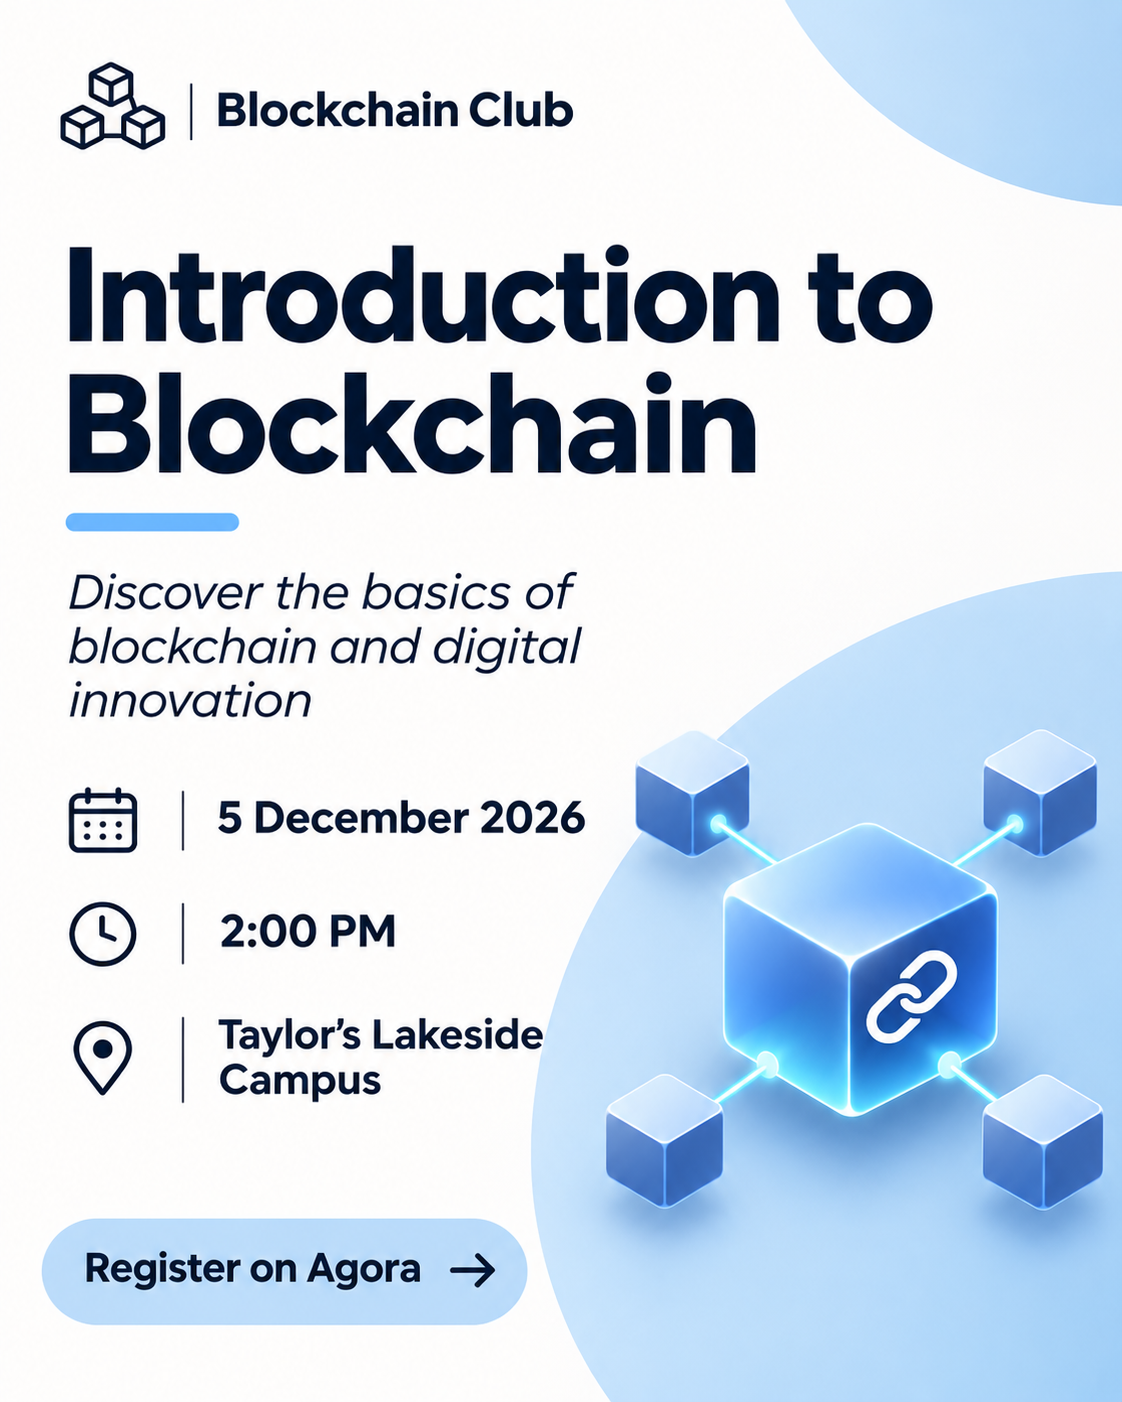 Blockchain Club
Introduction to
Blockchain
Discover the basics of
blockchain and digital
innovation
5 December 2026
2:00 PM
Taylor’s Lakeside
Campus
Register on Agora